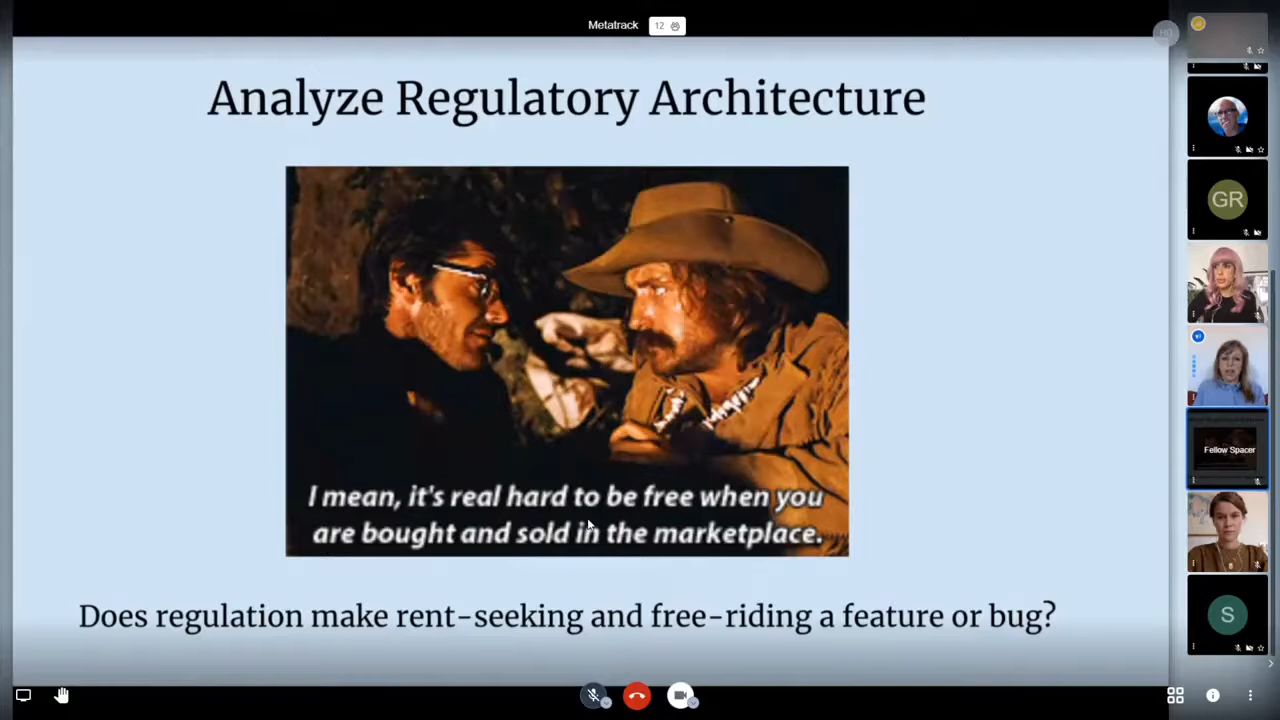 Metatrack 12
Analyze Regulatory Architecture
I mean, it's real hard to be free when you
are bought and sold in the marketplace.
Does regulation make rent-seeking and free-riding a feature or bug?
GR
Fellow Spacer
S